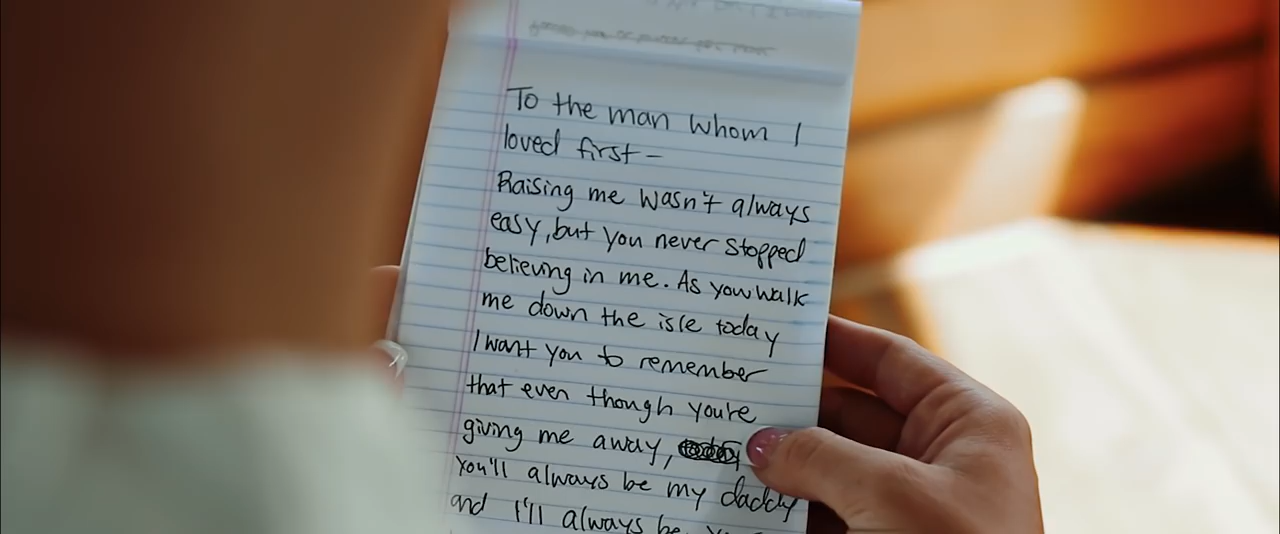 To the man whom I
loved first-
Raising me wasn't always
easy, but you never stopped
believing in me. As you walk
me down the isle today
I want you to remember
that even though you're
giving me away,
you'll always be my daddy
and I'll always be